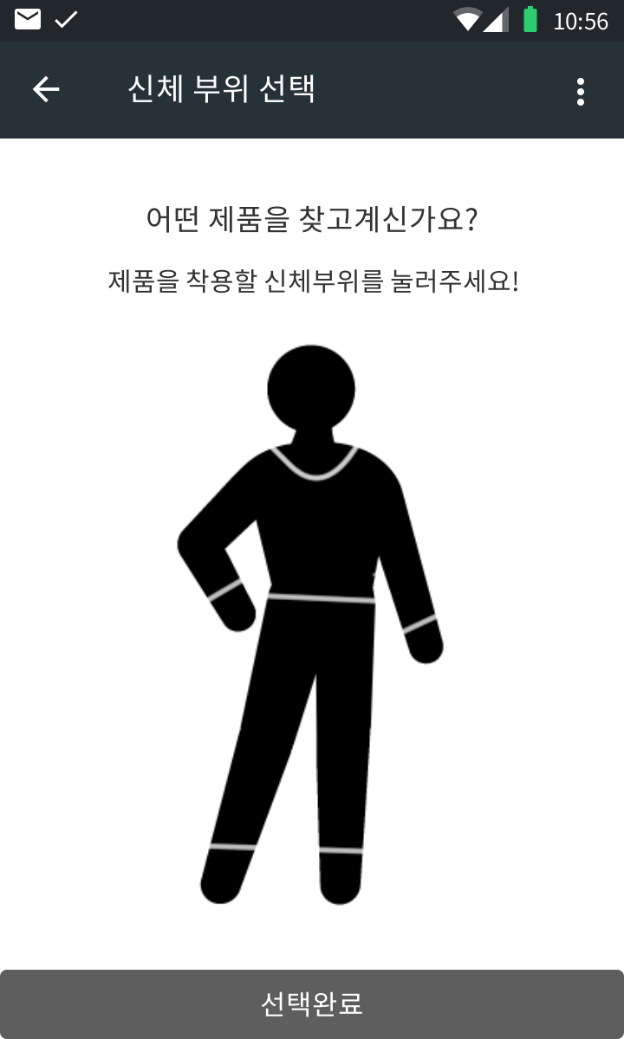 10:56
신체 부위 선택
어떤 제품을 찾고계신가요?
제품을 착용할 신체부위를 눌러주세요!
선택완료